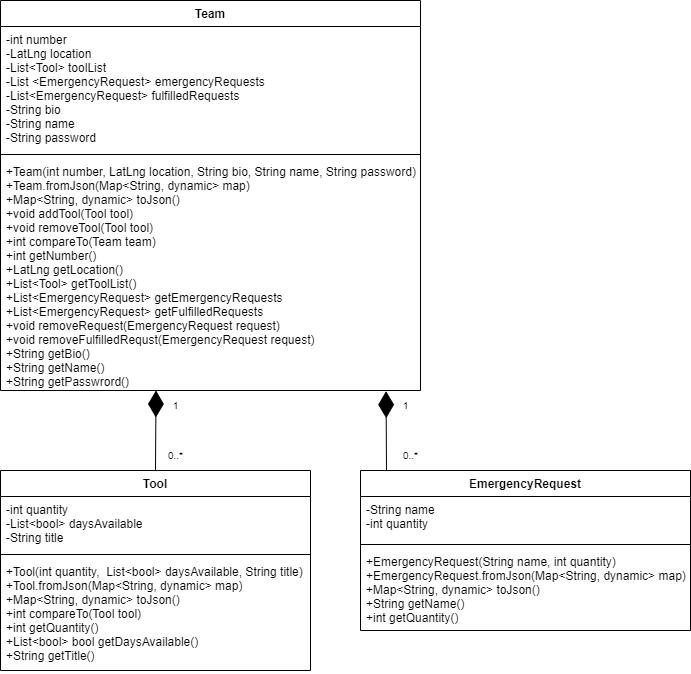 Team
-int number
-LatLng location
-List<Tool> toolList
-List <EmergencyRequest> emergencyRequests
-List<EmergencyRequest> fulfilledRequests
-String bio
-String name
-String password
+Team(int number, LatLng location, String bio, String name, String password)
+Team.fromJson(Map<String, dynamic> map)
+Map<String, dynamic> toJson()
+void addTool(Tool tool)
+void removeTool(Tool tool)
+int compareTo(Team team)
+int getNumber()
+LatLng getLocation()
+List<Tool> getToolList()
+List<EmergencyRequest> getEmergencyRequests
+List<EmergencyRequest> getFulfilledRequests
+void removeRequest(EmergencyRequest request)
+void removeFulfilledRequst(EmergencyRequest request)
+String getBio()
+String getName()
+String getPasswrord()
1
1
0..*
0..*
Tool
-int quantity
-List<bool> daysAvailable
-String title
+Tool(int quantity,  List<bool> daysAvailable, String title)
+Tool.fromJson(Map<String, dynamic> map)
+Map<String, dynamic> toJson()
+int compareTo(Tool tool)
+int getQuantity()
+List<bool> bool getDaysAvailable()
+String getTitle()
EmergencyRequest
-String name
-int quantity
+EmergencyRequest(String name, int quantity)
+EmergencyRequest.fromJson(Map<String, dynamic> map)
+Map<String, dynamic> toJson()
+String getName()
+int getQuantity()